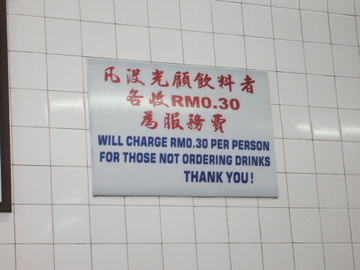 凡沒光顧飲料者
各收RM0.30
為服務費
WILL CHARGE RM0.30 PER PERSON
FOR THOSE NOT ORDERING DRINKS
THANK YOU!